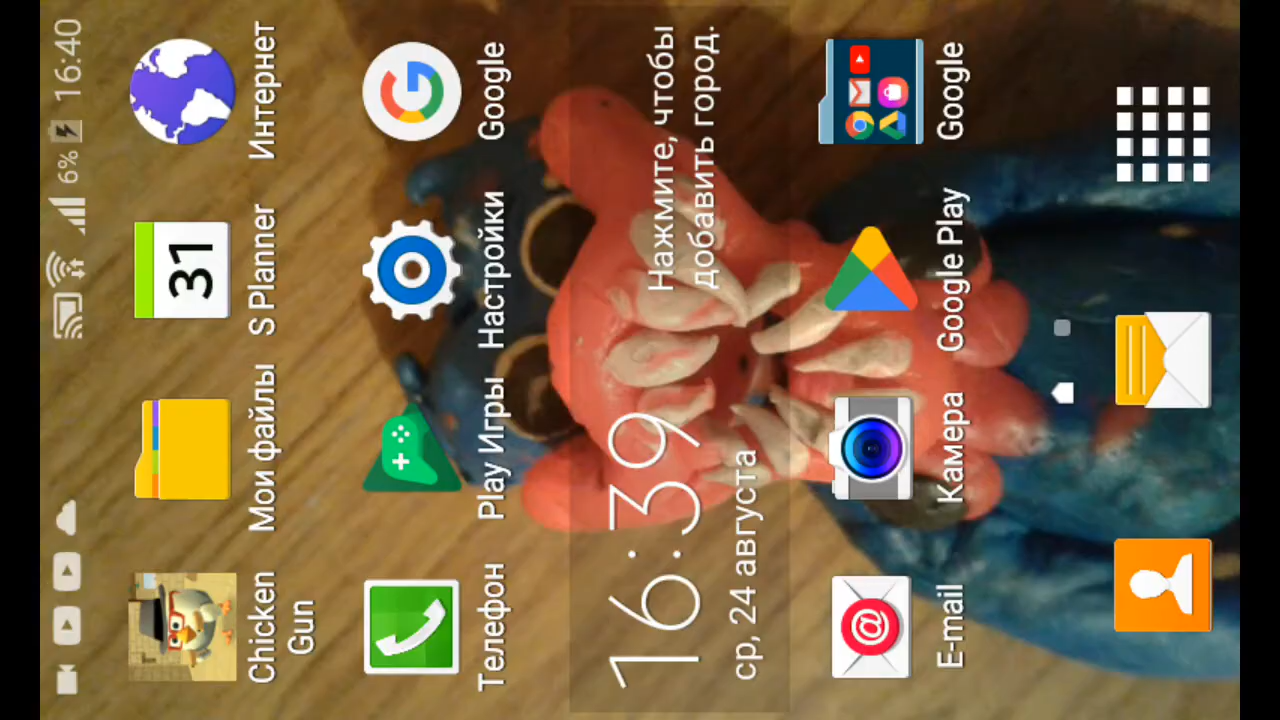 6% 16:40
Chicken Gun
Мои файлы
31
S Planner
Интернет
Телефон
Play Игры
Настройки
Google
16:39
ср, 24 августа
Нажмите, чтобы
добавить город.
@
E-mail
Камера
Google Play
Google